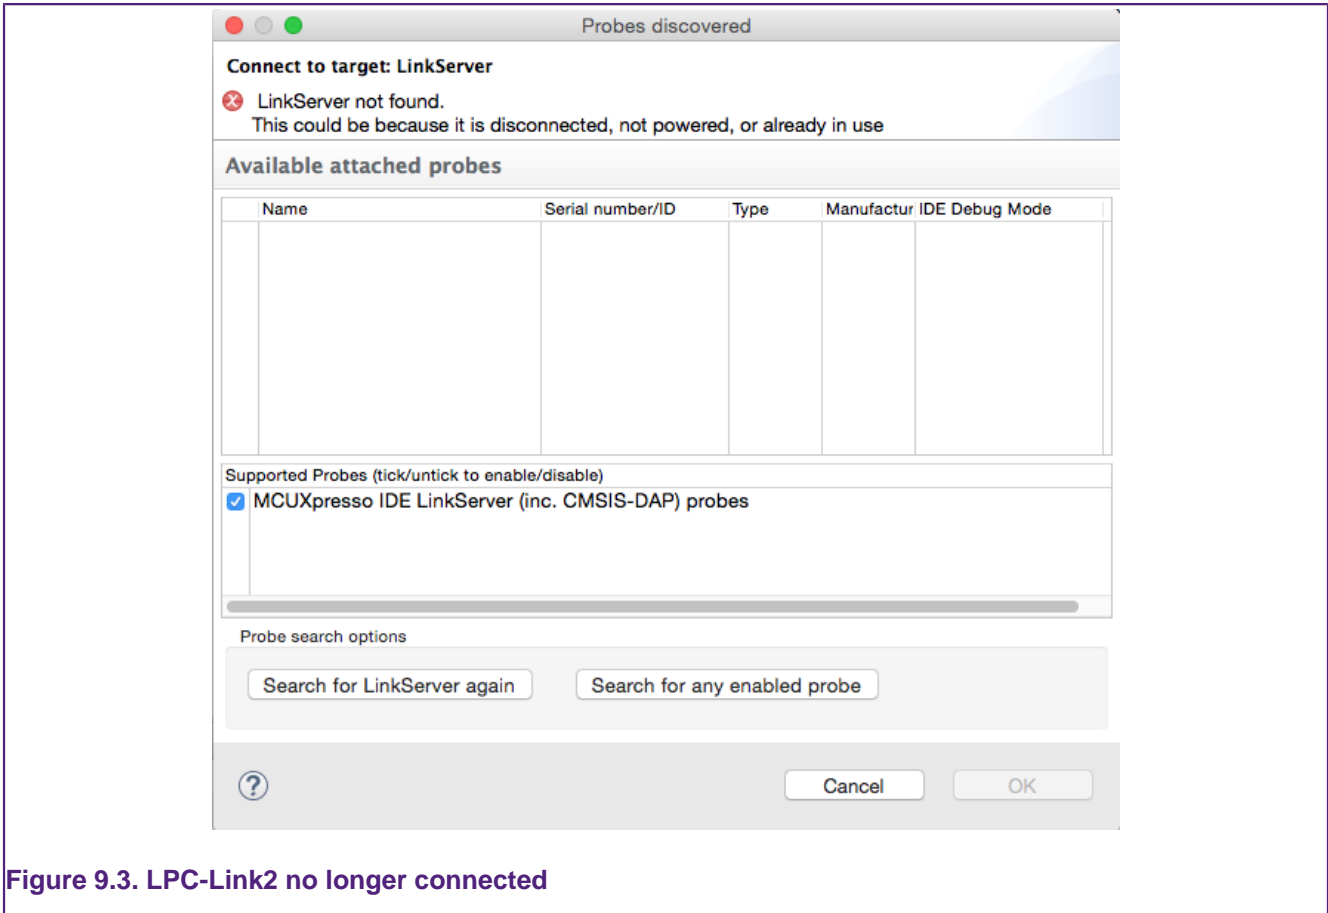 Probes discovered
Connect to target: LinkServer
LinkServer not found.
This could be because it is disconnected, not powered, or already in use
Available attached probes
Name Serial number/ID Type Manufactur IDE Debug Mode
Supported Probes (tick/untick to enable/disable)
MCUXpresso IDE LinkServer (inc. CMSIS-DAP) probes
Probe search options
Search for LinkServer again Search for any enabled probe
? Cancel OK
Figure 9.3. LPC-Link2 no longer connected